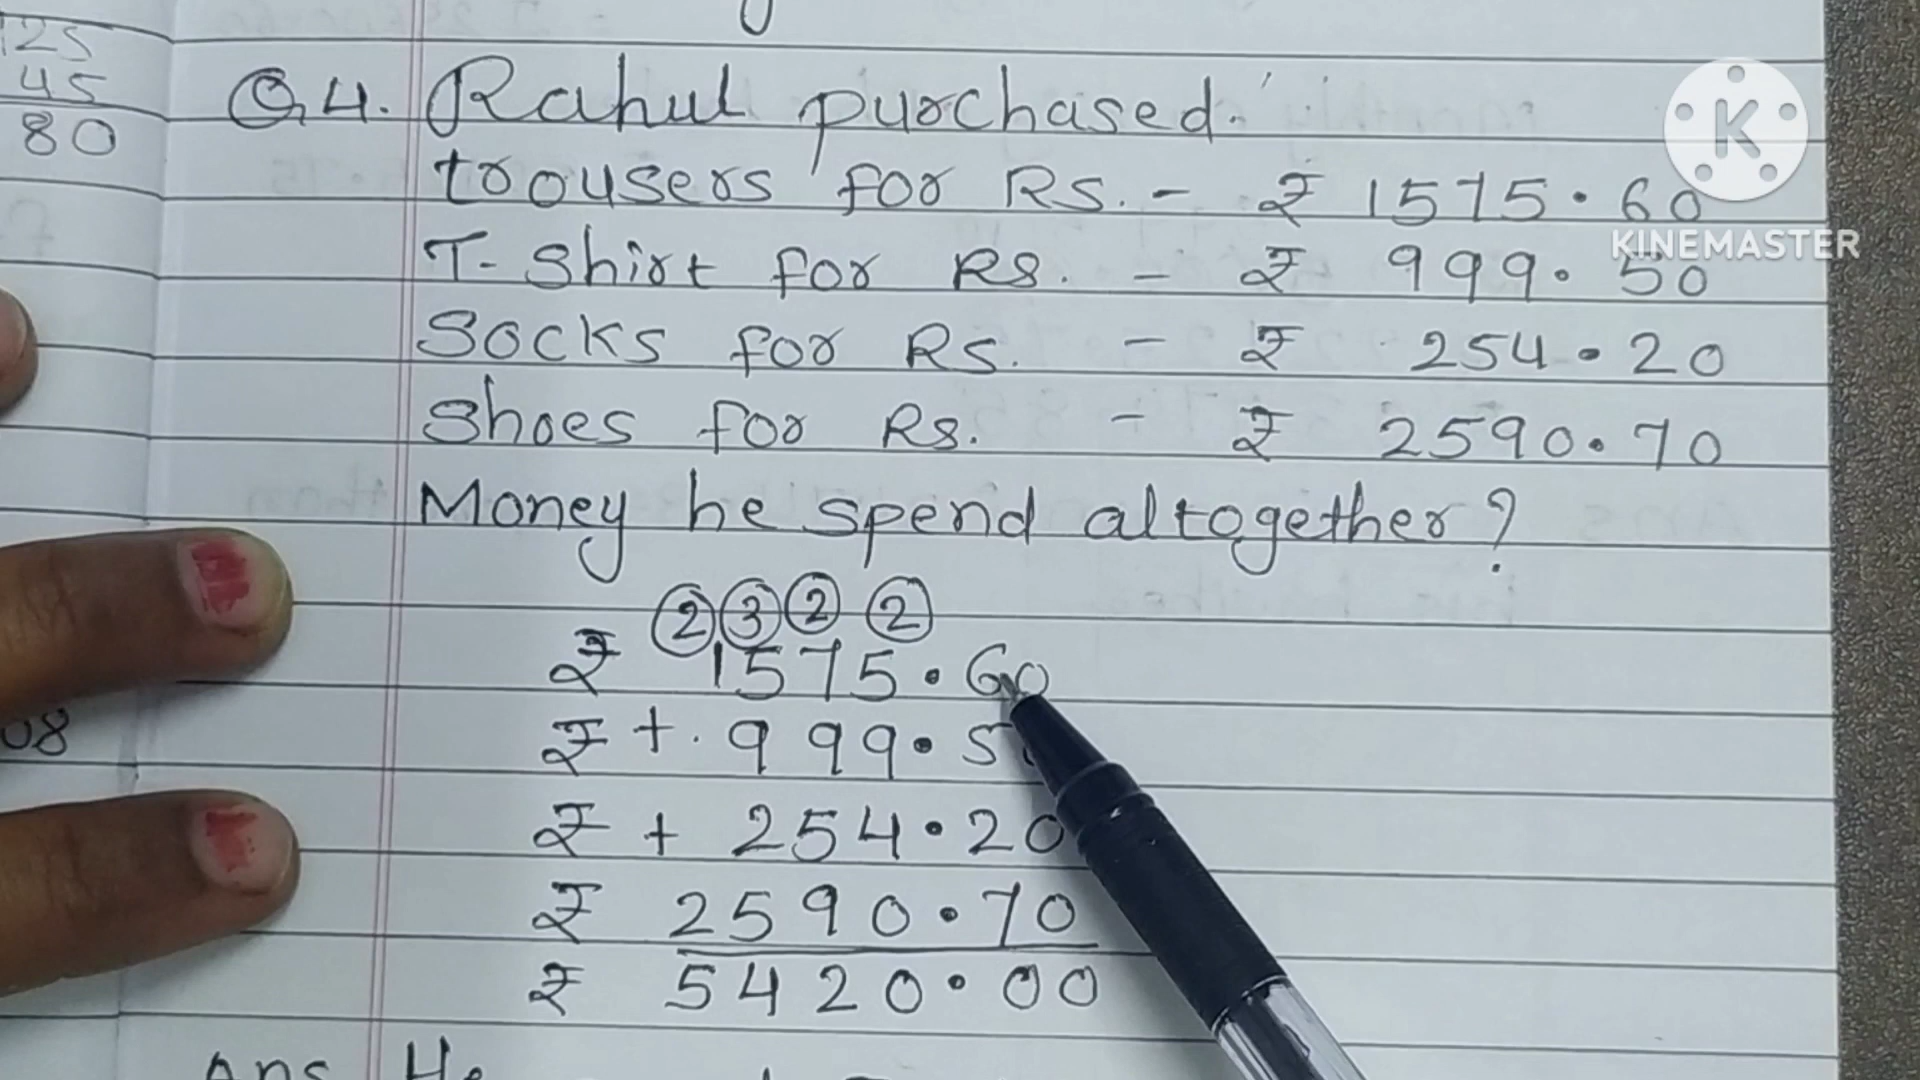 125
45
80
Q4. Rahul purchased.
trousers for RS. - ₹ 1575.60
T-Shirt for RS. - ₹ 999.50
Socks for RS. - ₹ 254.20
Shoes for Rs. - ₹ 2590.70
Money he spend altogether?
2 3 2 2
₹ 1575.60
₹ + 999.5
₹ + 254.20
₹ 2590.70
₹ 5420.00
Ans. He
08
K
KINEMASTER